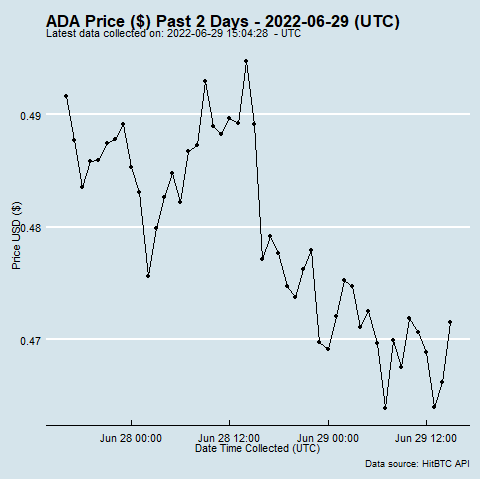 ADA Price ($) Past 2 Days - 2022-06-29 (UTC)
Latest data collected on: 2022-06-29 15:04:28 - UTC
0.49
0.48
0.47
Price USD ($)
Jun 28 00:00 Jun 28 12:00 Jun 29 00:00 Jun 29 12:00
Date Time Collected (UTC)
Data source: HitBTC API